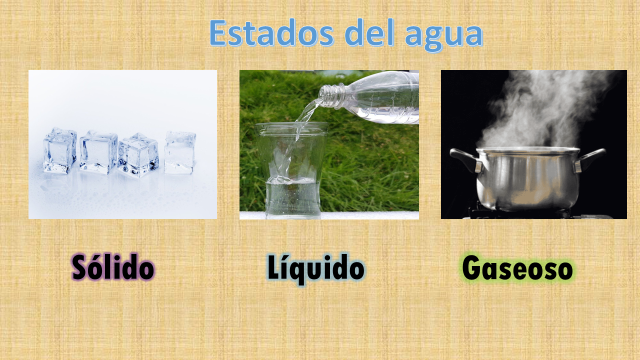 Estados del agua
Sólido
Líquido
Gaseoso